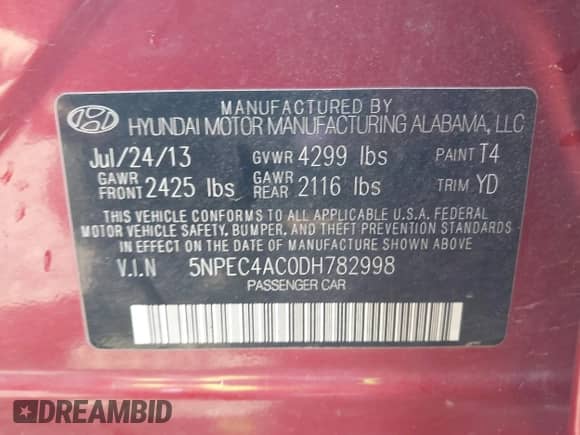 MANUFACTURED BY
HYUNDAI MOTOR MANUFACTURING ALABAMA, LLC
Jul/24/13 GVWR 4299 lbs PAINT T4
GAWR FRONT 2425 lbs GAWR REAR 2116 lbs TRIM YD
THIS VEHICLE CONFORMS TO ALL APPLICABLE U.S.A. FEDERAL
MOTOR VEHICLE SAFETY, BUMPER, AND THEFT PREVENTION STANDARDS
IN EFFECT ON THE DATE OF MANUFACTURE SHOWN ABOVE.
V.I.N 5NPEC4AC0DH782998
PASSENGER CAR
DREAMBID